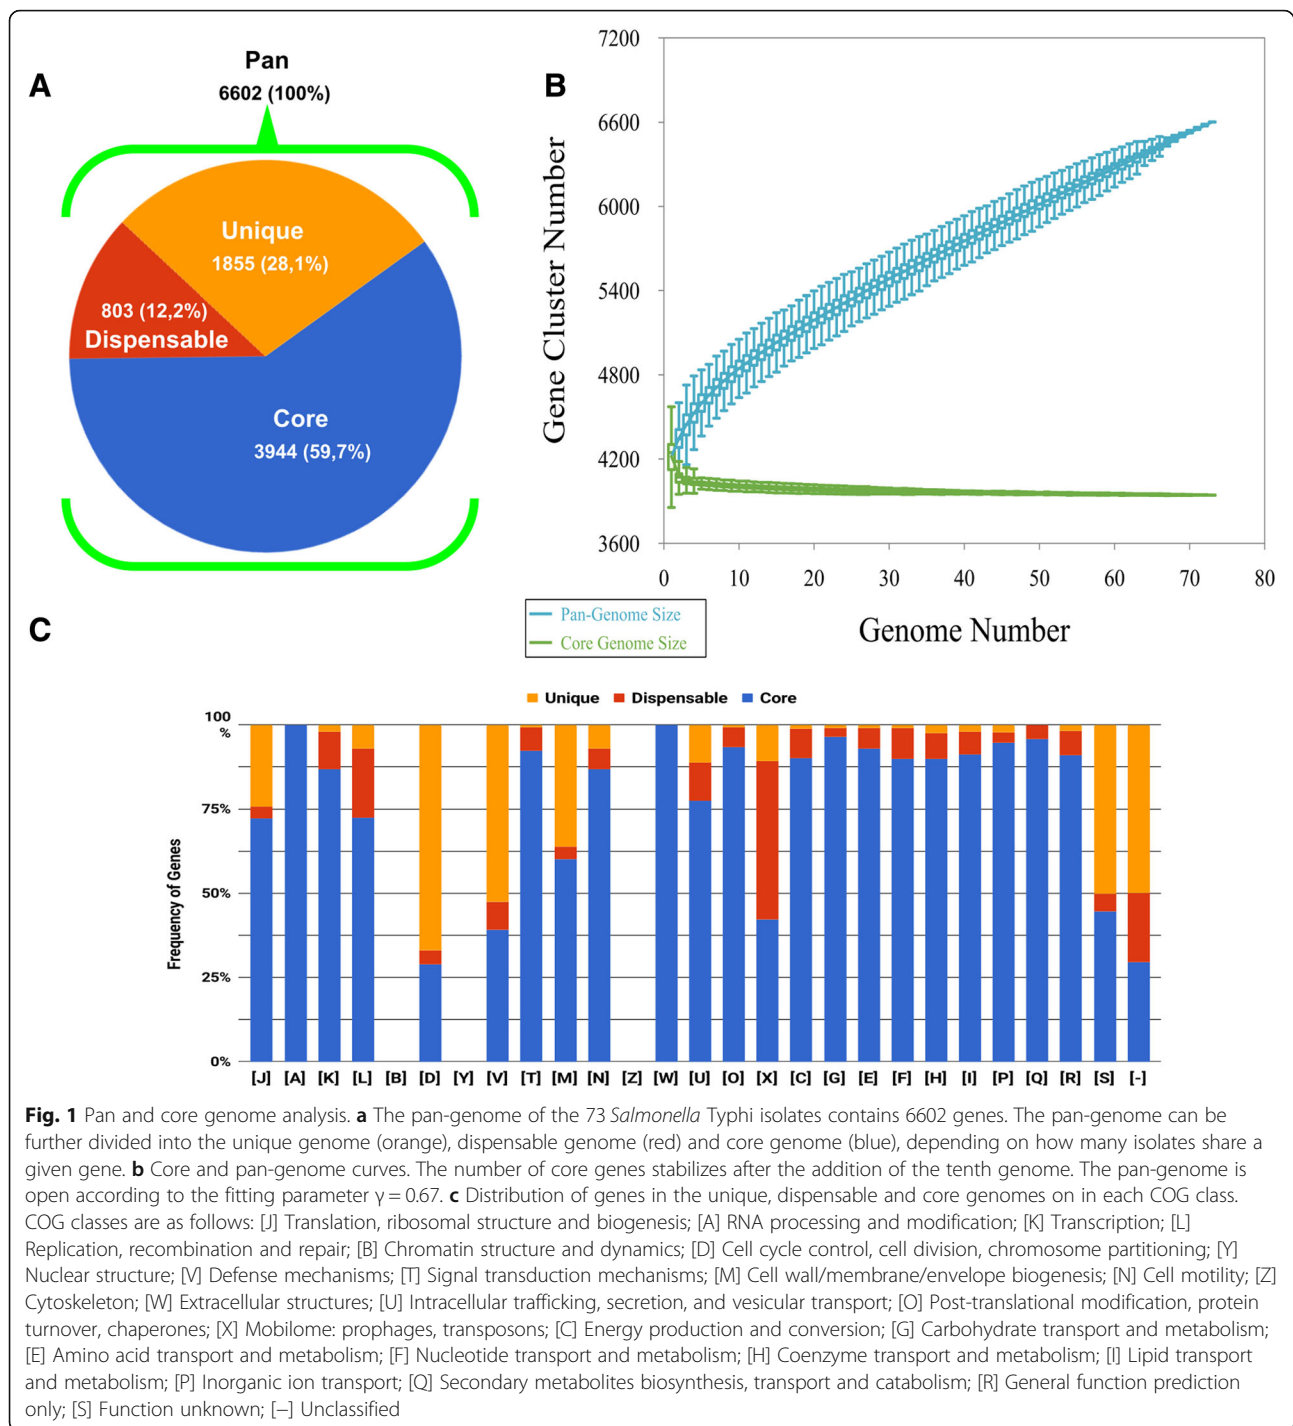 A
Pan
6602 (100%)
Unique
1855 (28,1%)
803 (12,2%)
Dispensable
Core
3944 (59,7%)
B
Gene Cluster Number
7200
6600
6000
5400
4800
4200
3600
0 10 20 30 40 50 60 70 80
Genome Number
Pan-Genome Size
Core Genome Size
C
Unique Dispensable Core
Frequency of Genes
100
%
75%
50%
25%
0%
[J] [A] [K] [L] [B] [D] [Y] [V] [T] [M] [N] [Z] [W] [U] [O] [X] [C] [G] [E] [F] [H] [I] [P] [Q] [R] [S] [-]
Fig. 1 Pan and core genome analysis. a The pan-genome of the 73 Salmonella Typhi isolates contains 6602 genes. The pan-genome can be
further divided into the unique genome (orange), dispensable genome (red) and core genome (blue), depending on how many isolates share a
given gene. b Core and pan-genome curves. The number of core genes stabilizes after the addition of the tenth genome. The pan-genome is
open according to the fitting parameter γ = 0.67. c Distribution of genes in the unique, dispensable and core genomes on in each COG class.
COG classes are as follows: [J] Translation, ribosomal structure and biogenesis; [A] RNA processing and modification; [K] Transcription; [L]
Replication, recombination and repair; [B] Chromatin structure and dynamics; [D] Cell cycle control, cell division, chromosome partitioning; [Y]
Nuclear structure; [V] Defense mechanisms; [T] Signal transduction mechanisms; [M] Cell wall/membrane/envelope biogenesis; [N] Cell motility; [Z]
Cytoskeleton; [W] Extracellular structures; [U] Intracellular trafficking, secretion, and vesicular transport; [O] Post-translational modification, protein
turnover, chaperones; [X] Mobilome: prophages, transposons; [C] Energy production and conversion; [G] Carbohydrate transport and metabolism;
[E] Amino acid transport and metabolism; [F] Nucleotide transport and metabolism; [H] Coenzyme transport and metabolism; [I] Lipid transport
and metabolism; [P] Inorganic ion transport; [Q] Secondary metabolites biosynthesis, transport and catabolism; [R] General function prediction
only; [S] Function unknown; [–] Unclassified